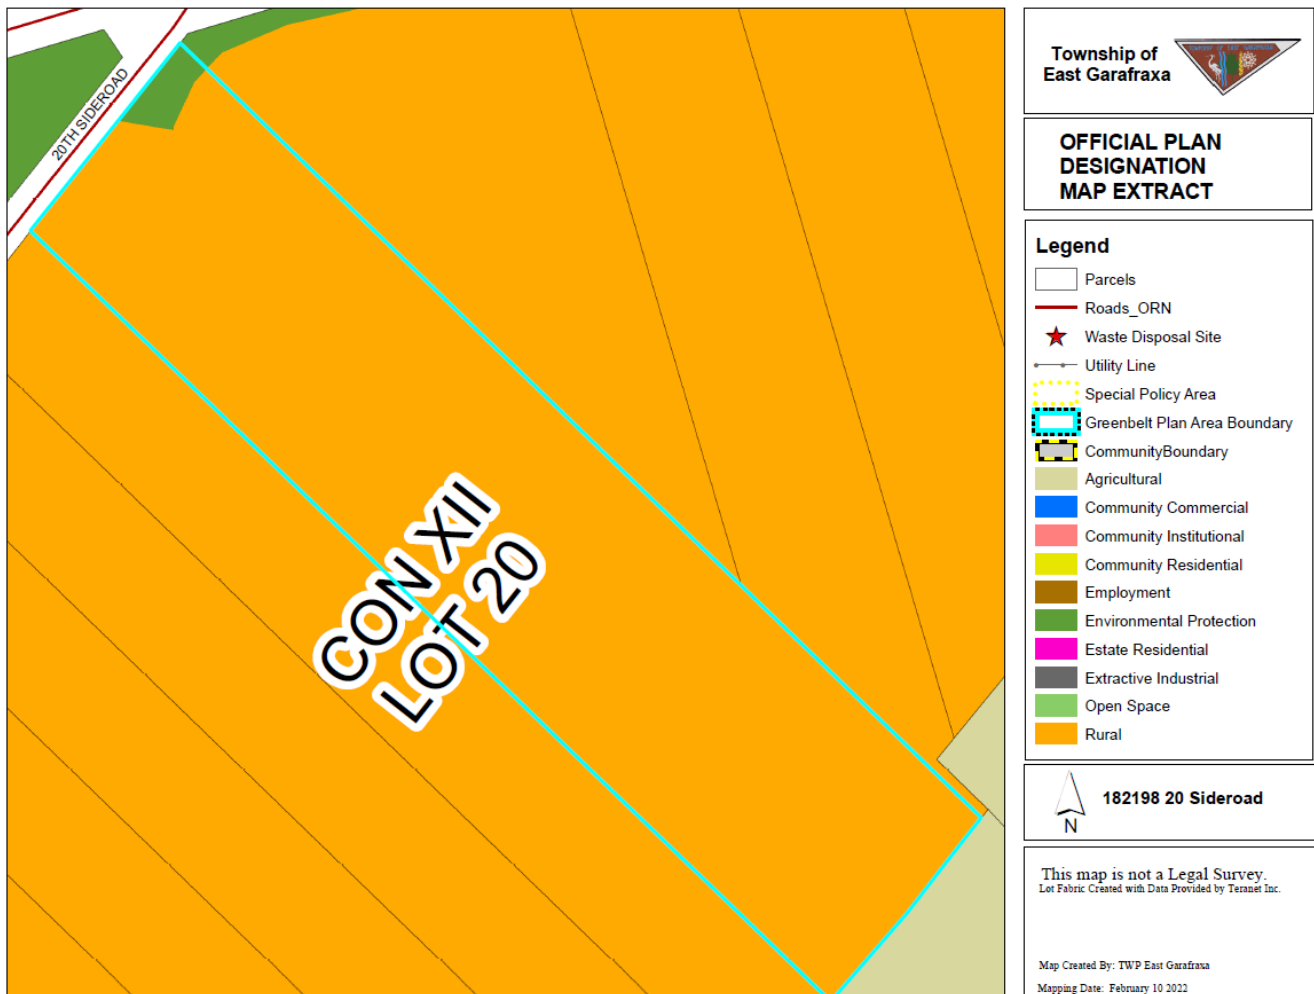 20TH SIDEROAD
CON XII
LOT 20
Township of
East Garafraxa
TOWNSHIP OF EAST GARAFRAXA
OFFICIAL PLAN
DESIGNATION
MAP EXTRACT
Legend
Parcels
Roads_ORN
Waste Disposal Site
Utility Line
Special Policy Area
Greenbelt Plan Area Boundary
CommunityBoundary
Agricultural
Community Commercial
Community Institutional
Community Residential
Employment
Environmental Protection
Estate Residential
Extractive Industrial
Open Space
Rural
N
182198 20 Sideroad
This map is not a Legal Survey.
Lot Fabric Created with Data Provided by Teranet Inc.
Map Created By: TWP East Garafraxa
Mapping Date: February 10 2022